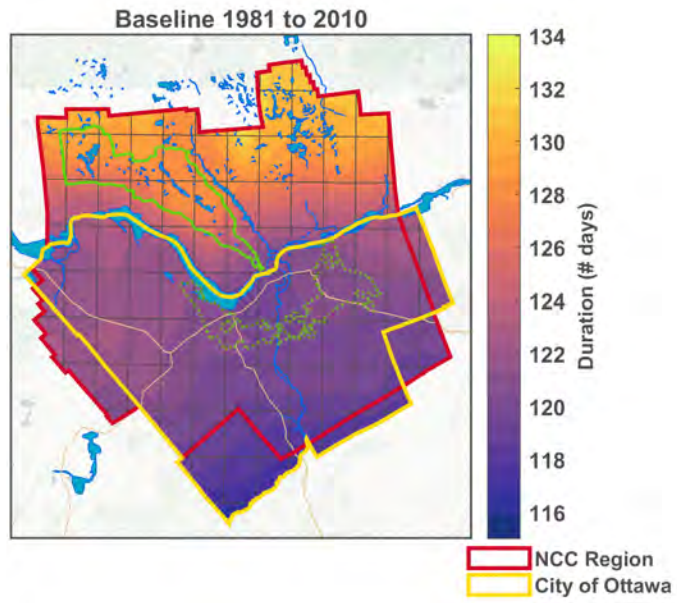 Baseline 1981 to 2010
134
132
130
128
126
125
124
122
120
118
116
Duration (# days)
NCC Region
City of Ottawa